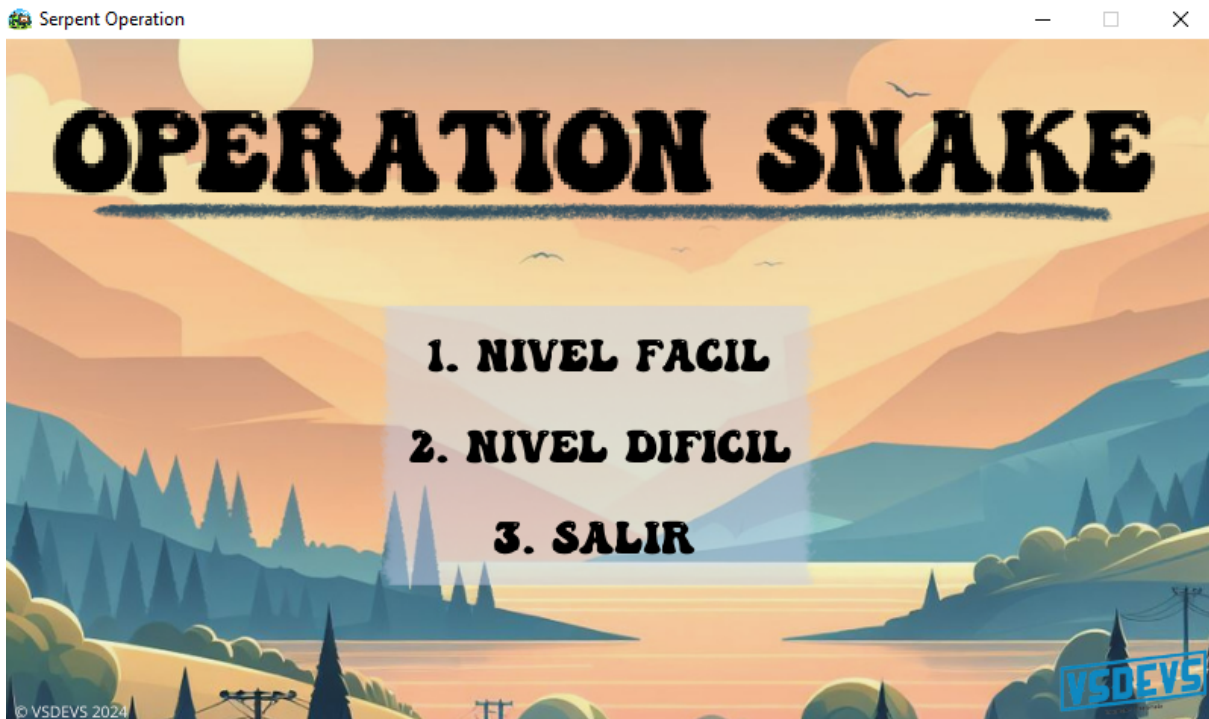 Serpent Operation
OPERATION SNAKE
1. NIVEL FACIL
2. NIVEL DIFICIL
3. SALIR
© VSDEVS 2024
VSDEVS